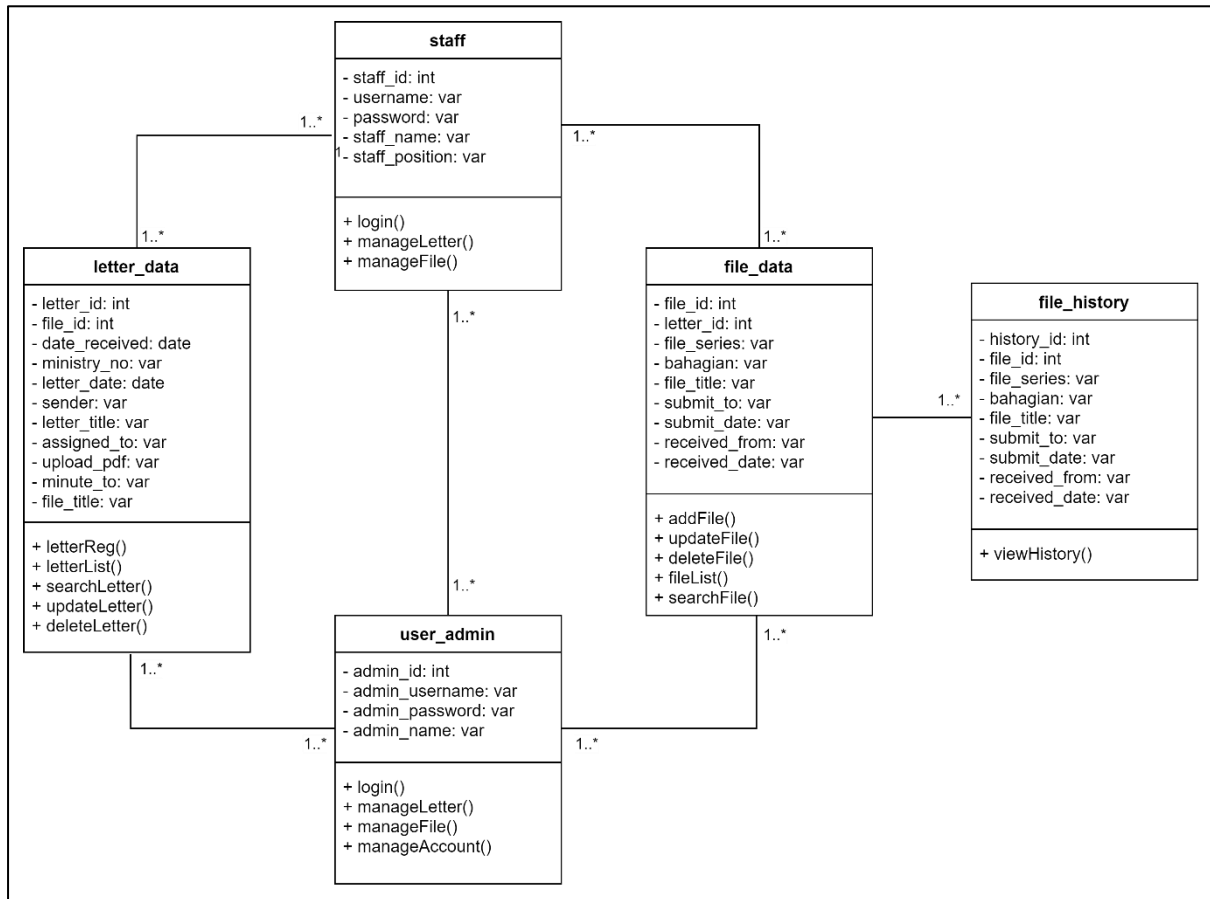 staff
- staff_id: int
- username: var
- password: var
- staff_name: var
1
- staff_position: var
+ login()
+ manageLetter()
+ manageFile()
1..*
1..*
1..*
1..*
letter_data
- letter_id: int
- file_id: int
- date_received: date
- ministry_no: var
- letter_date: date
- sender: var
- letter_title: var
- assigned_to: var
- upload_pdf: var
- minute_to: var
- file_title: var
+ letterReg()
+ letterList()
+ searchLetter()
+ updateLetter()
+ deleteLetter()
file_data
- file_id: int
- letter_id: int
- file_series: var
- bahagian: var
- file_title: var
- submit_to: var
- submit_date: var
- received_from: var
- received_date: var
+ addFile()
+ updateFile()
+ deleteFile()
+ fileList()
+ searchFile()
1..*
file_history
- history_id: int
- file_id: int
- file_series: var
- bahagian: var
- file_title: var
- submit_to: var
- submit_date: var
- received_from: var
- received_date: var
+ viewHistory()
1..*
1..*
1..*
1..*
1..*
1..*
user_admin
- admin_id: int
- admin_username: var
- admin_password: var
- admin_name: var
+ login()
+ manageLetter()
+ manageFile()
+ manageAccount()